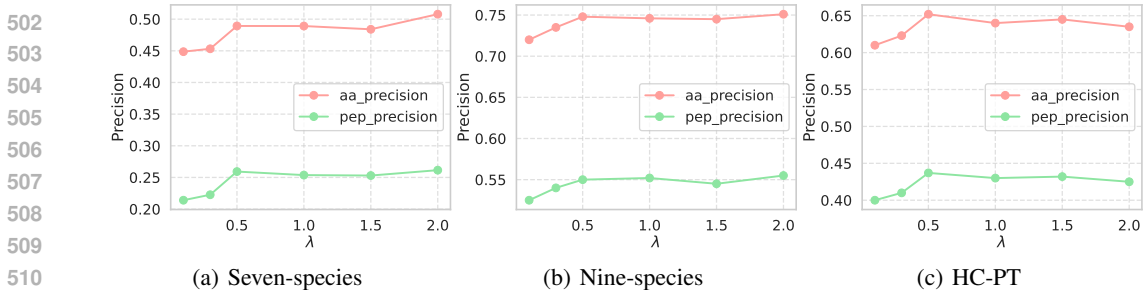 502
503
504
505
506
507
508
509
510
Precision
0.50
0.45
0.40
0.35
0.30
0.25
0.20
aa_precision
pep_precision
0.5 1.0 1.5 2.0
λ
(a) Seven-species
Precision
0.75
0.70
0.65
0.60
0.55
aa_precision
pep_precision
0.5 1.0 1.5 2.0
λ
(b) Nine-species
Precision
0.65
0.60
0.55
0.50
0.45
0.40
aa_precision
pep_precision
0.5 1.0 1.5 2.0
λ
(c) HC-PT